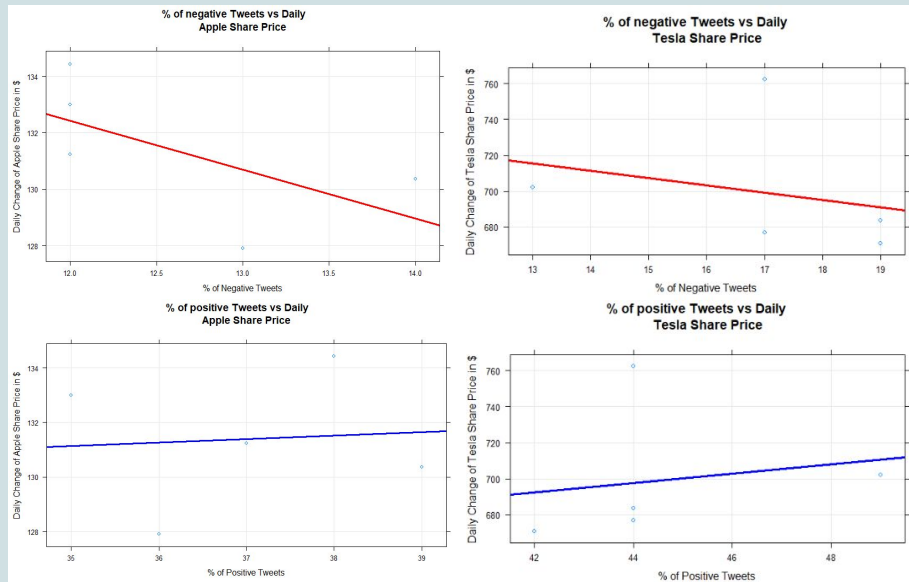 % of negative Tweets vs Daily
Apple Share Price
Daily Change of Apple Share Price in $
134
132
130
128
12.0
12.5
13.0
13.5
14.0
% of Negative Tweets
% of negative Tweets vs Daily
Tesla Share Price
Daily Change of Tesla Share Price in $
760
740
720
700
680
13
14
15
16
17
18
19
% of Negative Tweets
% of positive Tweets vs Daily
Apple Share Price
Daily Change of Apple Share Price in $
134
132
130
128
35
36
37
38
39
% of Positive Tweets
% of positive Tweets vs Daily
Tesla Share Price
Daily Change of Tesla Share Price in $
760
740
720
700
680
42
44
46
48
% of Positive Tweets